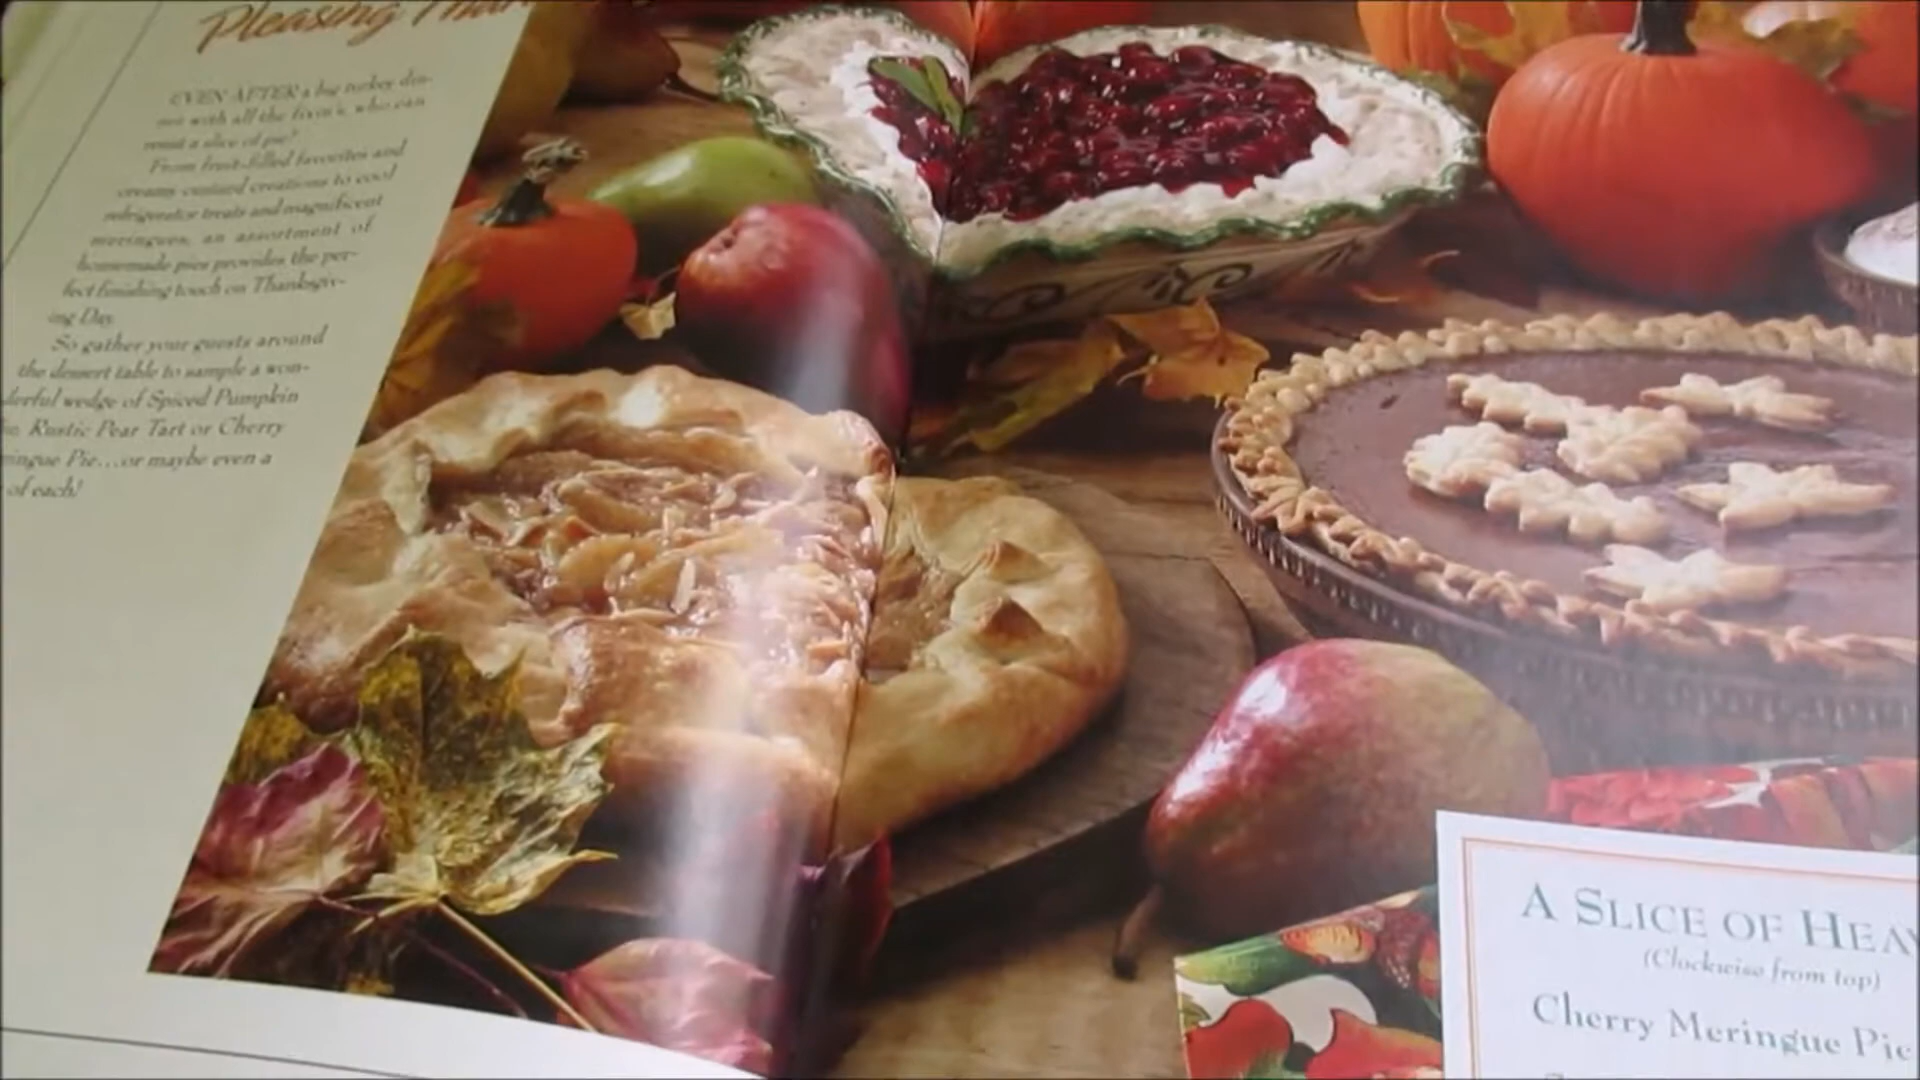 Pleasing
EVEN AFTER a big turkey din-
ner with all the fixin's, who can
resist a slice of pie?
From fruit-filled favorites and
creamy custard creations to cool
refrigerator treats and magnificent
meringues, an assortment of
homemade pies provides the per-
fect finishing touch on Thanksgiv-
ing Day.
So gather your guests around
the dessert table to sample a won-
derful wedge of Spiced Pumpkin
Rustic Pear Tart or Cherry
ringue Pie...or maybe even a
of each!
A SLICE OF HEAV
(Clockwise from top)
Cherry Meringue Pie